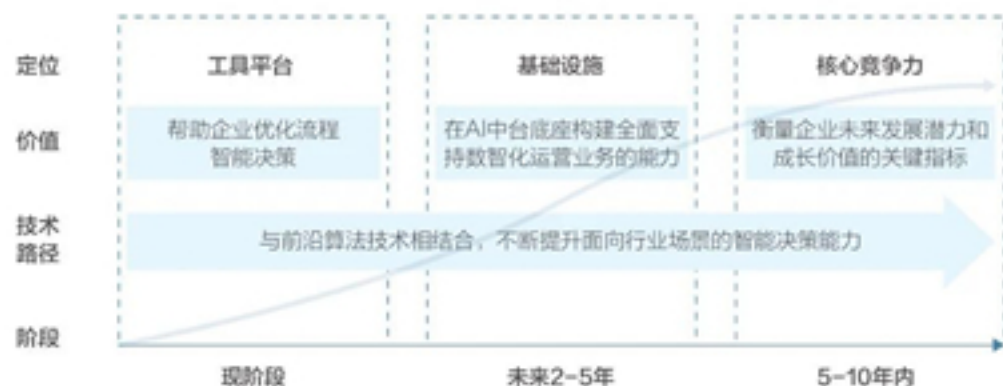 定位
工具平台
基础设施
核心竞争力
价值
帮助企业优化流程
智能决策
在AI中台底座构建全面支
持数智化运营业务的能力
衡量企业未来发展潜力和
成长价值的关键指标
技术
路径
与前沿算法技术相结合，不断提升面向行业场景的智能决策能力
阶段
现阶段
未来2-5年
5-10年内